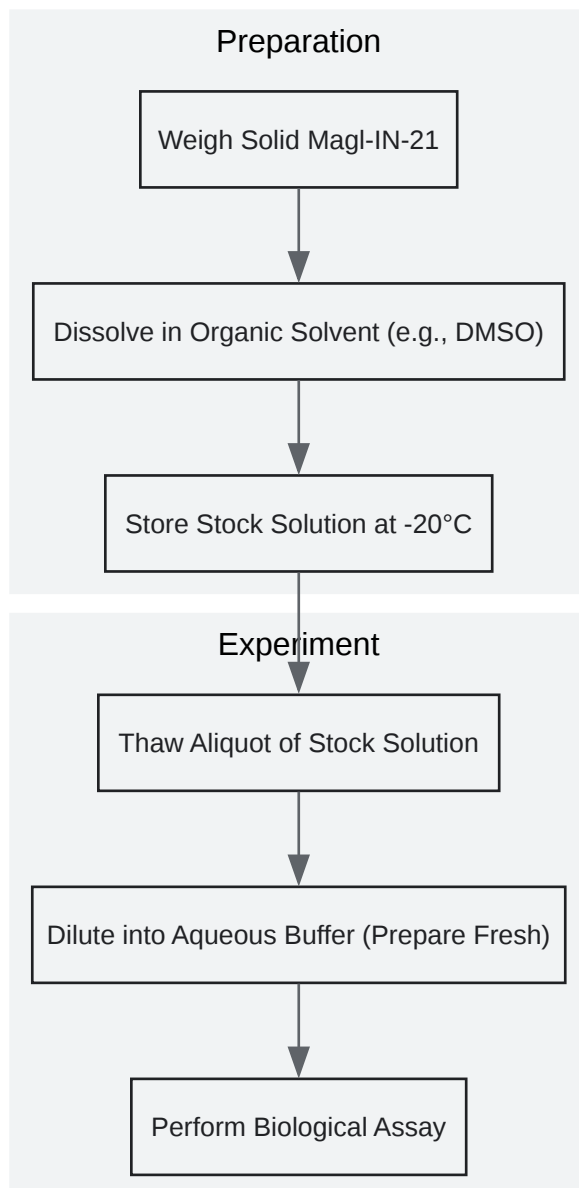 Preparation
Weigh Solid Magl-IN-21
Dissolve in Organic Solvent (e.g., DMSO)
Store Stock Solution at -20°C
Experiment
Thaw Aliquot of Stock Solution
Dilute into Aqueous Buffer (Prepare Fresh)
Perform Biological Assay